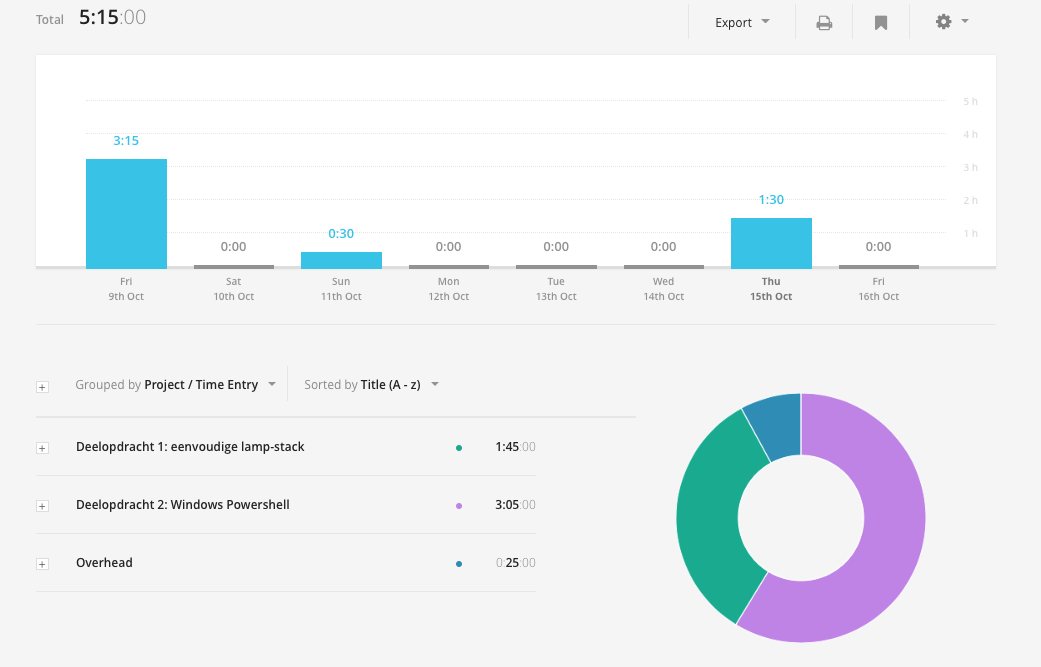 Total 5:15:00
Export
5 h
4 h
3:15
3 h
2 h
1:30
1 h
0:30
0:00
0:00
0:00
0:00
0:00
Fri Sat Sun Mon Tue Wed Thu Fri
9th Oct 10th Oct 11th Oct 12th Oct 13th Oct 14th Oct 15th Oct 16th Oct
Grouped by Project / Time Entry Sorted by Title (A - z)
Deelopdracht 1: eenvoudige lamp-stack 1:45:00
Deelopdracht 2: Windows Powershell 3:05:00
Overhead 0:25:00